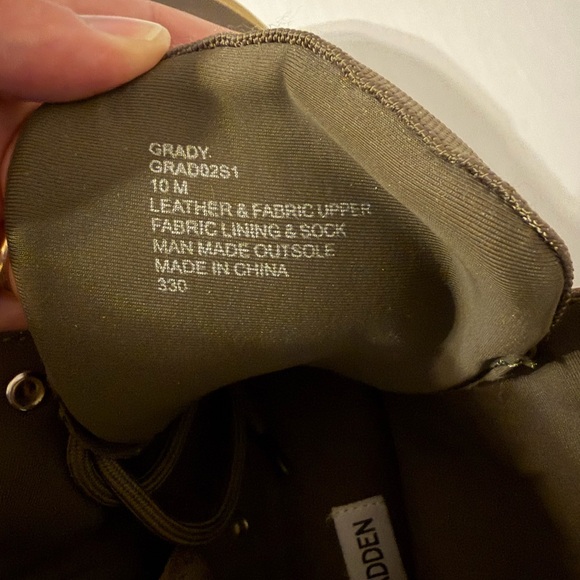 GRADY.
GRAD02S1
10 M
LEATHER & FABRIC UPPER
FABRIC LINING & SOCK
MAN MADE OUTSOLE
MADE IN CHINA
330
ADDEN